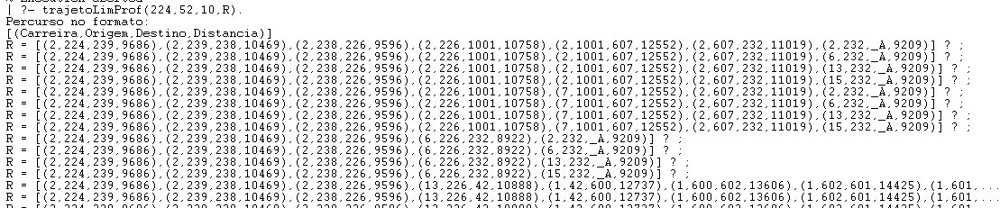 | ?- trajetoLimProf(224,52,10,R).
Percurso no formato:
[(Carreira,Origem,Destino,Distancia)]
R = [(2,224,239,9686),(2,239,238,10469),(2,238,226,9596),(2,226,1001,10758),(2,1001,607,12552),(2,607,232,11019),(2,232,_A,9209)] ? ;
R = [(2,224,239,9686),(2,239,238,10469),(2,238,226,9596),(2,226,1001,10758),(2,1001,607,12552),(2,607,232,11019),(6,232,_A,9209)] ? ;
R = [(2,224,239,9686),(2,239,238,10469),(2,238,226,9596),(2,226,1001,10758),(2,1001,607,12552),(2,607,232,11019),(13,232,_A,9209)] ? ;
R = [(2,224,239,9686),(2,239,238,10469),(2,238,226,9596),(2,226,1001,10758),(2,1001,607,12552),(2,607,232,11019),(15,232,_A,9209)] ? ;
R = [(2,224,239,9686),(2,239,238,10469),(2,238,226,9596),(2,226,1001,10758),(7,1001,607,12552),(2,607,232,11019),(2,232,_A,9209)] ? ;
R = [(2,224,239,9686),(2,239,238,10469),(2,238,226,9596),(2,226,1001,10758),(7,1001,607,12552),(2,607,232,11019),(6,232,_A,9209)] ? ;
R = [(2,224,239,9686),(2,239,238,10469),(2,238,226,9596),(2,226,1001,10758),(7,1001,607,12552),(2,607,232,11019),(13,232,_A,9209)] ? ;
R = [(2,224,239,9686),(2,239,238,10469),(2,238,226,9596),(2,226,1001,10758),(7,1001,607,12552),(2,607,232,11019),(15,232,_A,9209)] ? ;
R = [(2,224,239,9686),(2,239,238,10469),(2,238,226,9596),(6,226,232,8922),(2,232,_A,9209)] ? ;
R = [(2,224,239,9686),(2,239,238,10469),(2,238,226,9596),(6,226,232,8922),(6,232,_A,9209)] ? ;
R = [(2,224,239,9686),(2,239,238,10469),(2,238,226,9596),(6,226,232,8922),(13,232,_A,9209)] ? ;
R = [(2,224,239,9686),(2,239,238,10469),(2,238,226,9596),(6,226,232,8922),(15,232,_A,9209)] ? ;
R = [(2,224,239,9686),(2,239,238,10469),(2,238,226,9596),(13,226,42,10888),(1,42,600,12737),(1,600,602,13606),(1,602,601,14425),(1,601,....
R = [(2,224,239,9686),(2,239,238,10469),(2,238,226,9596),(13,226,42,10888),(1,42,600,12737),(1,600,602,13606),(1,602,601,14425),(1,601,....